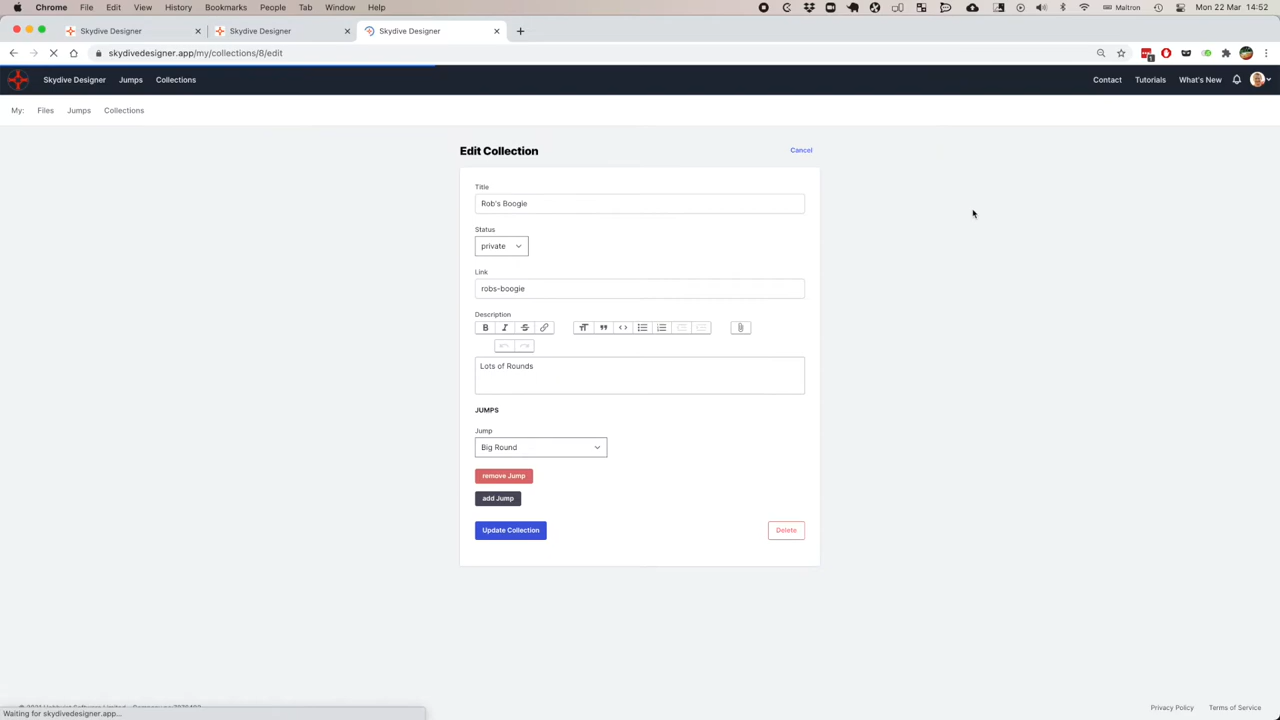 Chrome File Edit View History Bookmarks People Tab Window Help Maltron Mon 22 Mar 14:52
Skydive Designer Skydive Designer Skydive Designer
skydivedesigner.app/my/collections/8/edit
Skydive Designer Jumps Collections Contact Tutorials What's New
My: Files Jumps Collections
Edit Collection Cancel
Title
Rob's Boogie
Status
private
Link
robs-boogie
Description
Lots of Rounds
JUMPS
Jump
Big Round
remove Jump
add Jump
Update Collection Delete
Privacy Policy Terms of Service
Waiting for skydivedesigner.app...